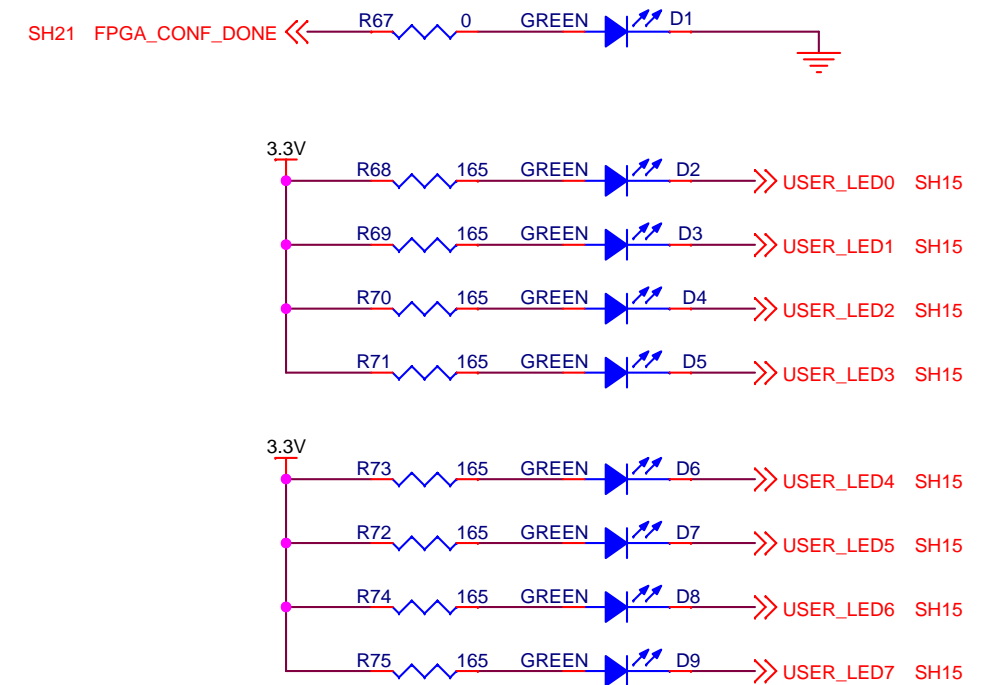 SH21 FPGA_CONF_DONE R67 0 GREEN D1
3.3V
R68 165 GREEN D2 USER_LED0 SH15
R69 165 GREEN D3 USER_LED1 SH15
R70 165 GREEN D4 USER_LED2 SH15
R71 165 GREEN D5 USER_LED3 SH15
3.3V
R73 165 GREEN D6 USER_LED4 SH15
R72 165 GREEN D7 USER_LED5 SH15
R74 165 GREEN D8 USER_LED6 SH15
R75 165 GREEN D9 USER_LED7 SH15